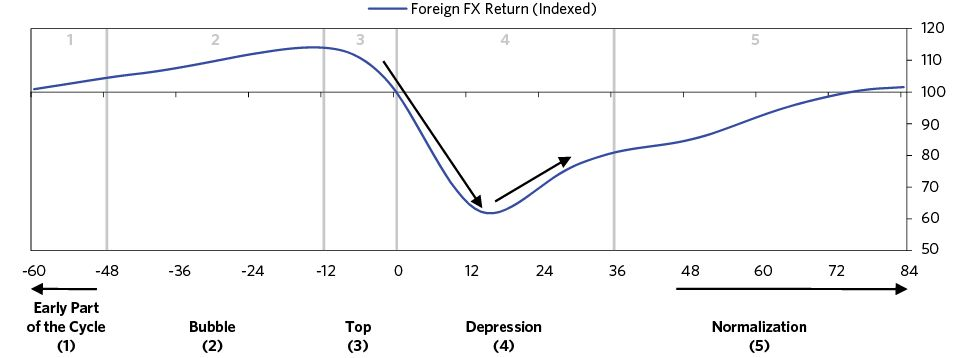 Foreign FX Return (Indexed)
1 2 3 4 5
120
110
100
90
80
70
60
50
-60 -48 -36 -24 -12 0 12 24 36 48 60 72 84
Early Part
of the Cycle
(1)
Bubble
(2)
Top
(3)
Depression
(4)
Normalization
(5)